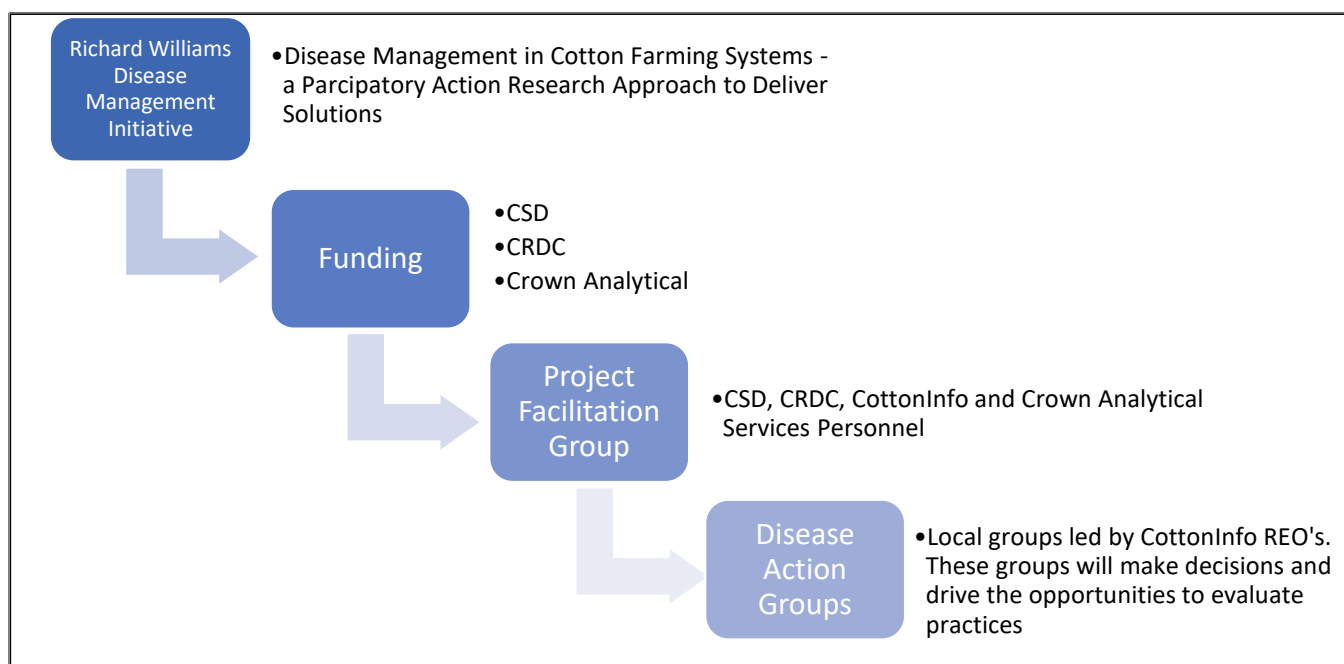 Richard Williams
Disease
Management
Initiative
•Disease Management in Cotton Farming Systems -
a Parcipatory Action Research Approach to Deliver
Solutions
Funding
•CSD
•CRDC
•Crown Analytical
Project
Facilitation
Group
•CSD, CRDC, CottonInfo and Crown Analytical
Services Personnel
Disease
Action
Groups
•Local groups led by CottonInfo REO's.
These groups will make decisions and
drive the opportunities to evaluate
practices